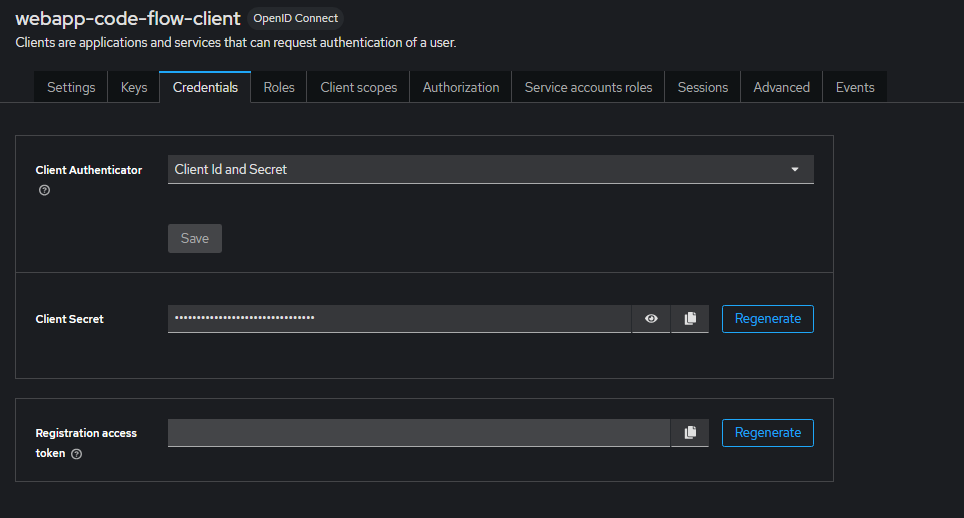 webapp-code-flow-client OpenID Connect
Clients are applications and services that can request authentication of a user.
Settings Keys Credentials Roles Client scopes Authorization Service accounts roles Sessions Advanced Events
Client Authenticator Client Id and Secret
Save
Client Secret •••••••••••••••••••••••••••••••• Regenerate
Registration access
token
Regenerate